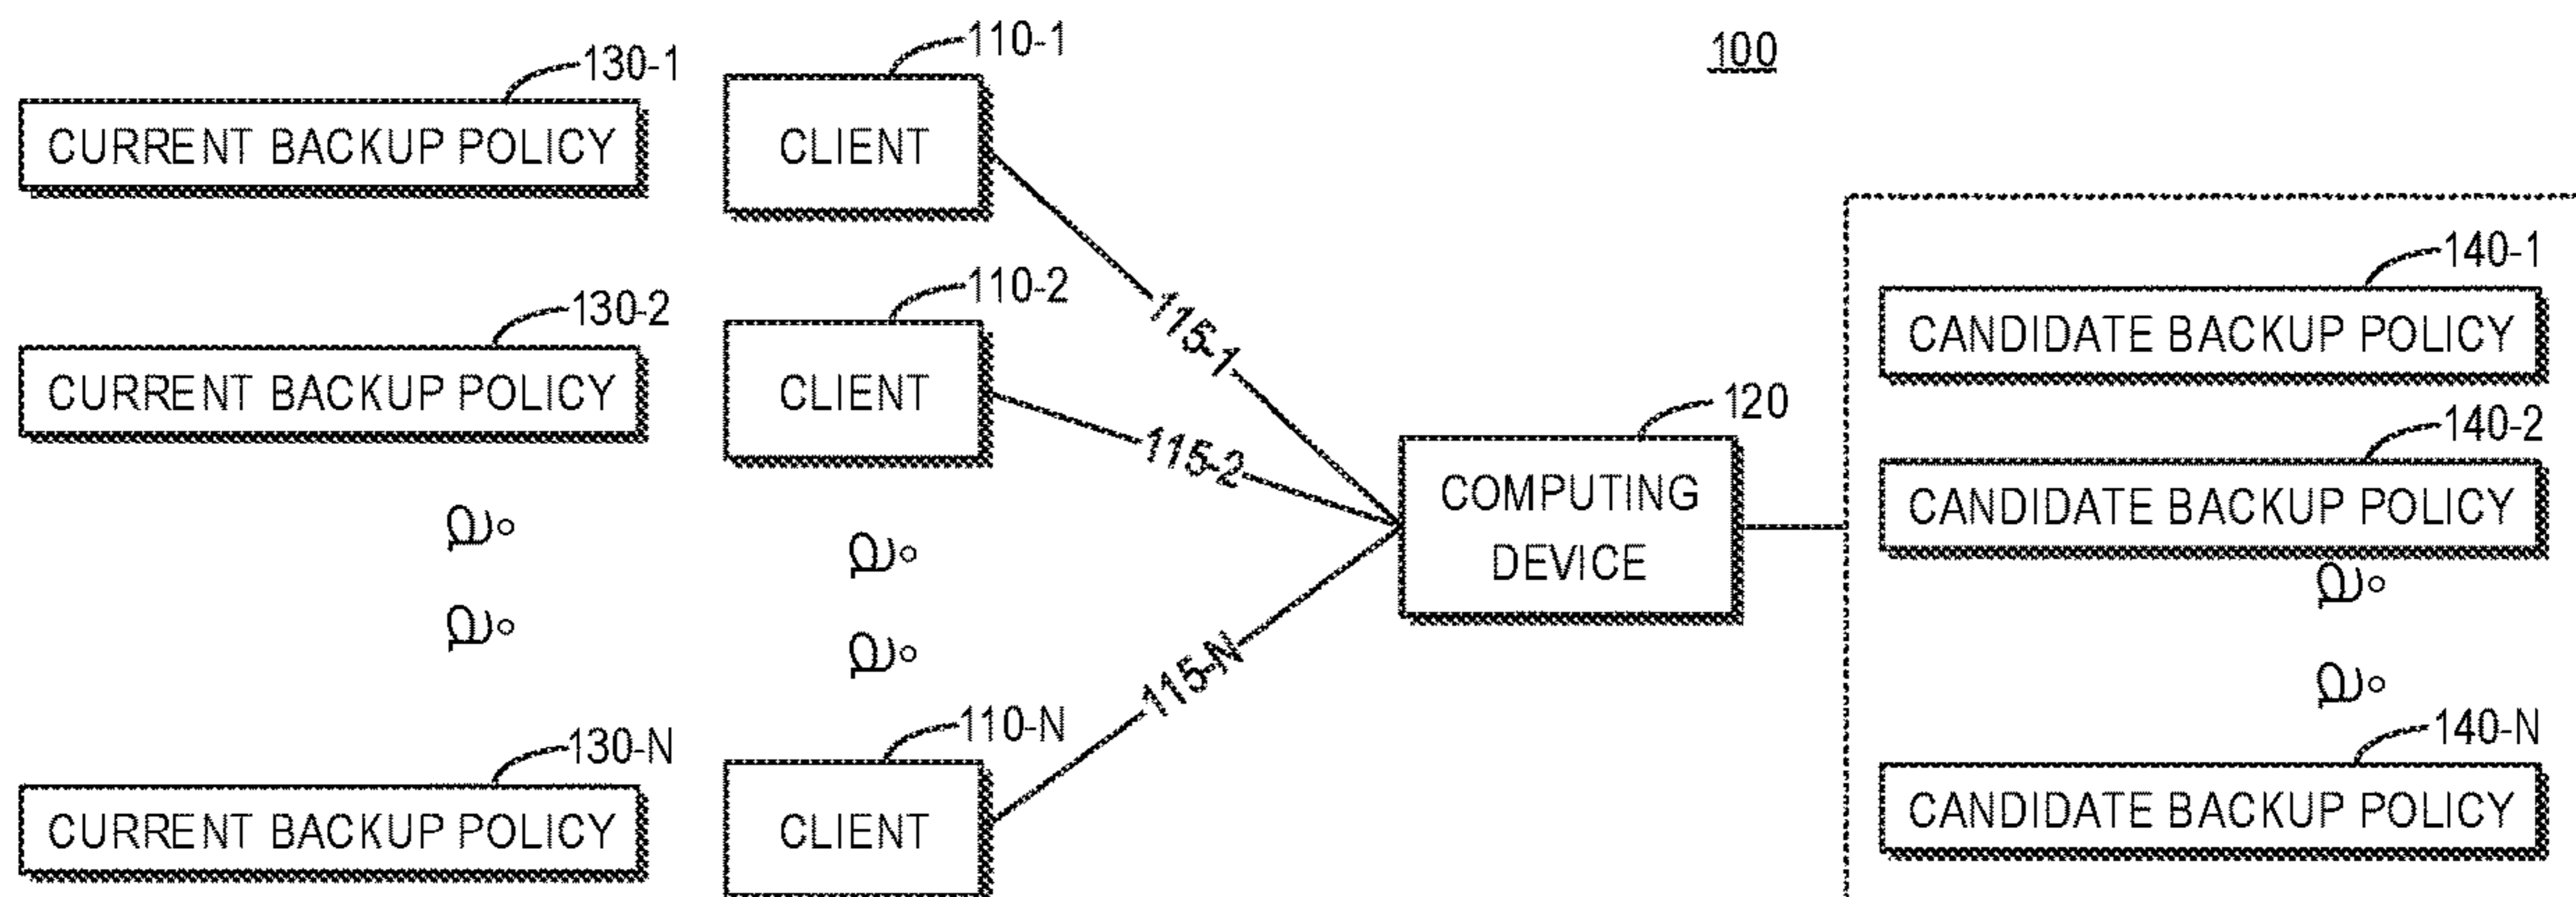 110-1
100
130-1
CURRENT BACKUP POLICY
CLIENT
140-1
130-2
110-2
115-1
CANDIDATE BACKUP POLICY
CURRENT BACKUP POLICY
CLIENT
120
140-2
115-2
COMPUTING
DEVICE
CANDIDATE BACKUP POLICY
115-N
130-N
110-N
140-N
CURRENT BACKUP POLICY
CLIENT
CANDIDATE BACKUP POLICY